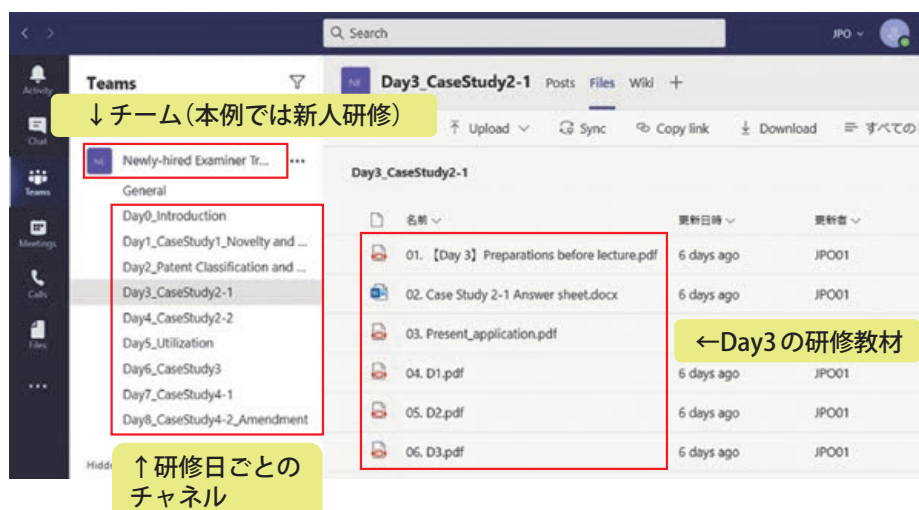 Search
JPO
Activity
Teams
NE
Day3_CaseStudy2-1 Posts Files Wiki +
↓チーム（本例では新人研修）
Chat
Upload Sync Copy link Download すべての
NE
Newly-hired Examiner Tr... •••
Day3_CaseStudy2-1
Teams
General
Day0_Introduction
名前 更新日時 更新者
Meetings
Day1_CaseStudy1_Novelty and ...
01. 【Day 3】Preparations before lecture.pdf 6 days ago JPO01
Day2_Patent Classification and ...
Calls
Day3_CaseStudy2-1
02. Case Study 2-1 Answer sheet.docx 6 days ago JPO01
Day4_CaseStudy2-2
03. Present_application.pdf
Files
Day5_Utilization
←Day3の研修教材
Day6_CaseStudy3
04. D1.pdf 6 days ago JPO01
•••
Day7_CaseStudy4-1
05. D2.pdf 6 days ago JPO01
Day8_CaseStudy4-2_Amendment
06. D3.pdf 6 days ago JPO01
↑研修日ごとの
チャネル